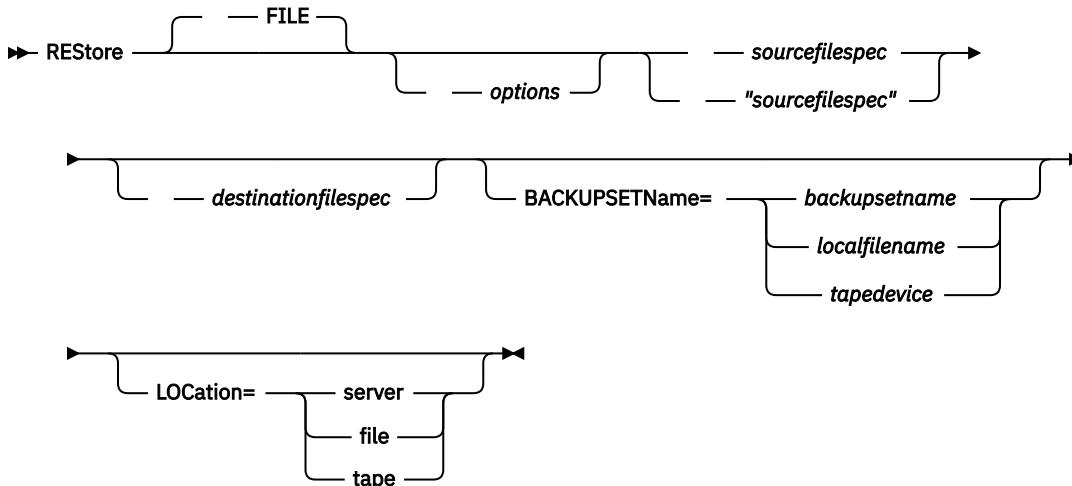 FILE
REStore
sourcefilespec
options
"sourcefilespec"
destinationfilespec
BACKUPSETName=
backupsetname
localfilename
tapedevice
LOCation=
server
file
tape